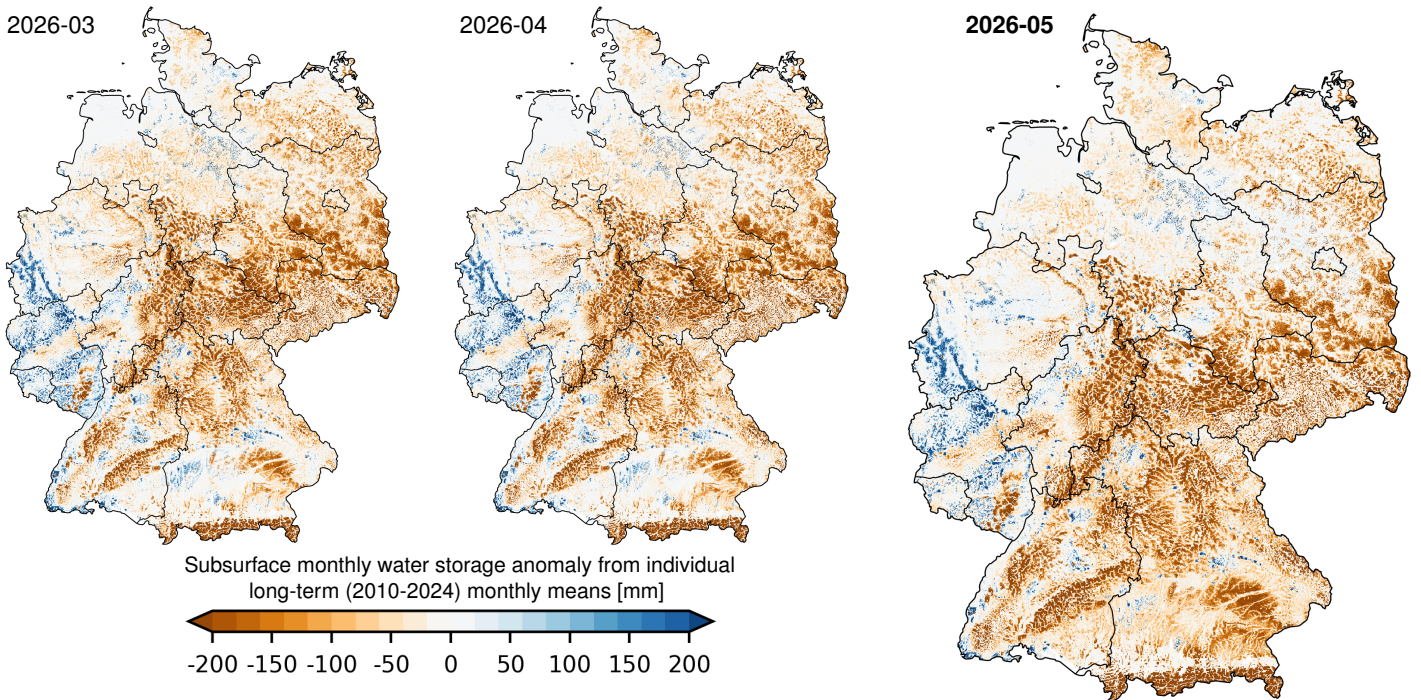 2026-03
2026-04
2026-05
Subsurface monthly water storage anomaly from individual
long-term (2010-2024) monthly means [mm]
-200 -150 -100 -50 0 50 100 150 200